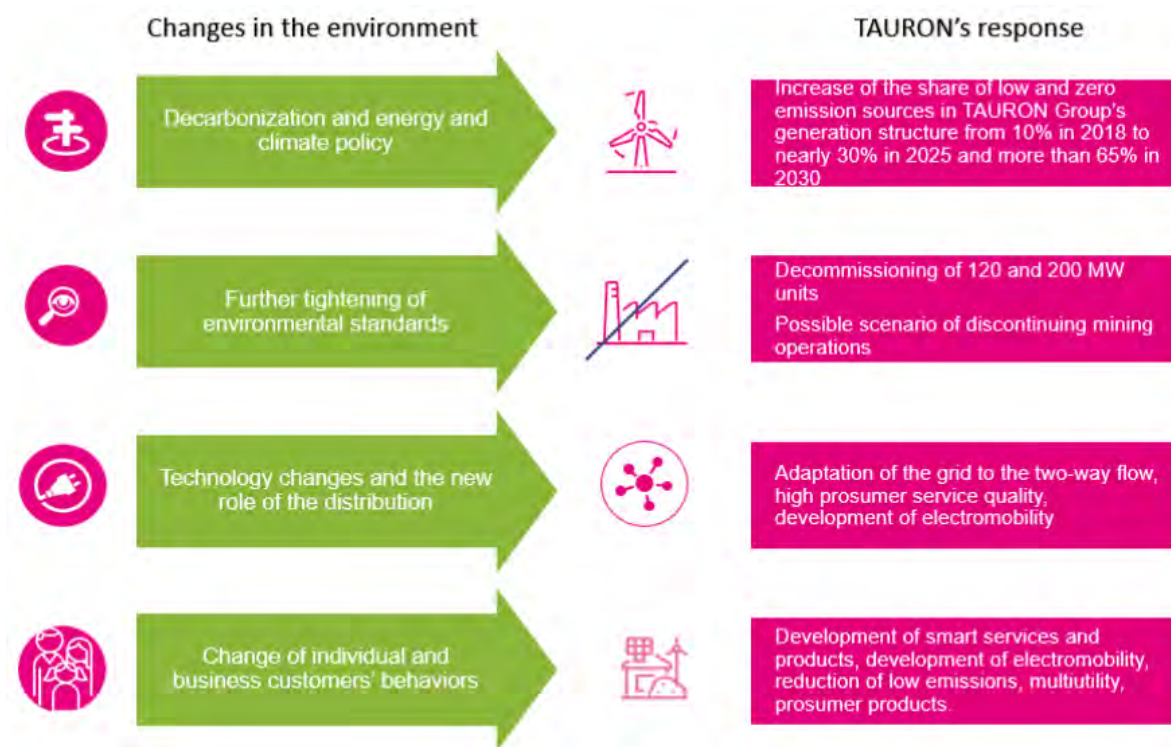 Changes in the environment
TAURON's response
Decarbonization and energy and
climate policy
Increase of the share of low and zero
emission sources in TAURON Group's
generation structure from 10% in 2018 to
nearly 30% in 2025 and more than 65% in
2030
Further tightening of
environmental standards
Decommissioning of 120 and 200 MW
units
Possible scenario of discontinuing mining
operations
Technology changes and the new
role of the distribution
Adaptation of the grid to the two-way flow,
high prosumer service quality,
development of electromobility
Change of individual and
business customers' behaviors
Development of smart services and
products, development of electromobility,
reduction of low emissions, multiutility,
prosumer products.